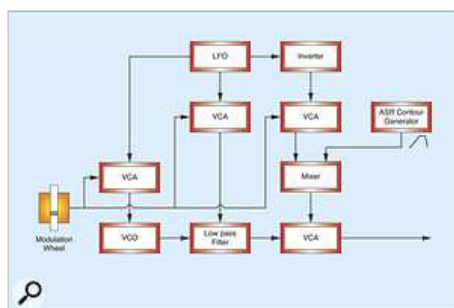 LFO
Inverter
VCA
VCA
ASR Contour
Generator
VCA
Mixer
Modulation
Wheel
VCO
Low pass
Filter
VCA